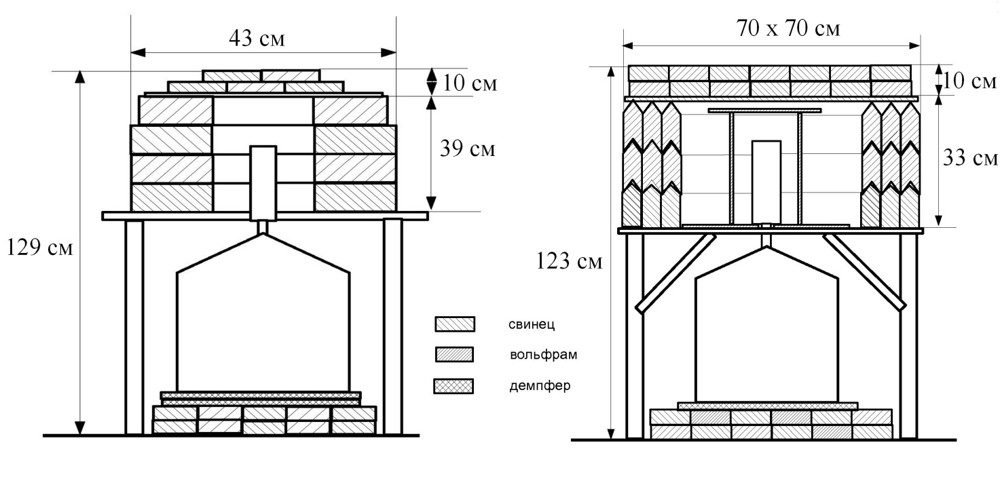 43 см
10 см
39 см
129 см
70 x 70 см
10 см
33 см
123 см
свинец
вольфрам
демпфер